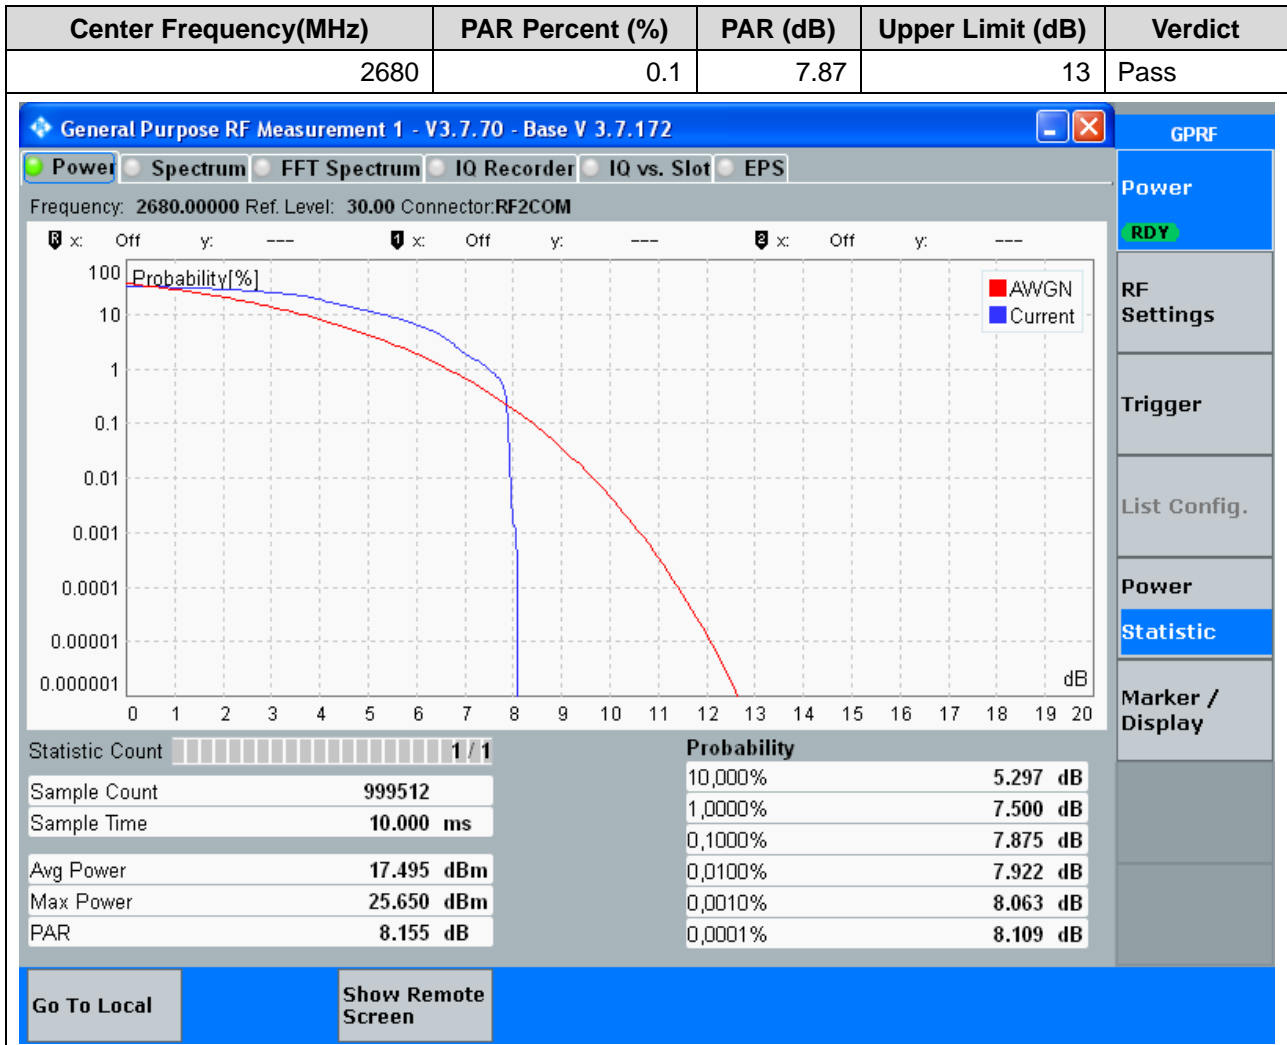 Center Frequency(MHz) PAR Percent (%) PAR (dB) Upper Limit (dB) Verdict
2680 0.1 7.87 13 Pass
General Purpose RF Measurement 1 - V3.7.70 - Base V 3.7.172
GPRF
Power Spectrum FFT Spectrum IQ Recorder IQ vs. Slot EPS
Frequency: 2680.00000 Ref. Level: 30.00 Connector:RF2COM
R x: Off y: --- 1 x: Off y: --- 2 x: Off y: ---
Probability[%]
AWGN
Current
100
10
1
0.1
0.01
0.001
0.0001
0.00001
0.000001
dB
0 1 2 3 4 5 6 7 8 9 10 11 12 13 14 15 16 17 18 19 20
Statistic Count 1 / 1
Sample Count 999512
Sample Time 10.000 ms
Avg Power 17.495 dBm
Max Power 25.650 dBm
PAR 8.155 dB
Probability
10,000% 5.297 dB
1,0000% 7.500 dB
0,1000% 7.875 dB
0,0100% 7.922 dB
0,0010% 8.063 dB
0,0001% 8.109 dB
Power
RDY
RF
Settings
Trigger
List Config.
Power
Statistic
Marker /
Display
Go To Local
Show Remote
Screen